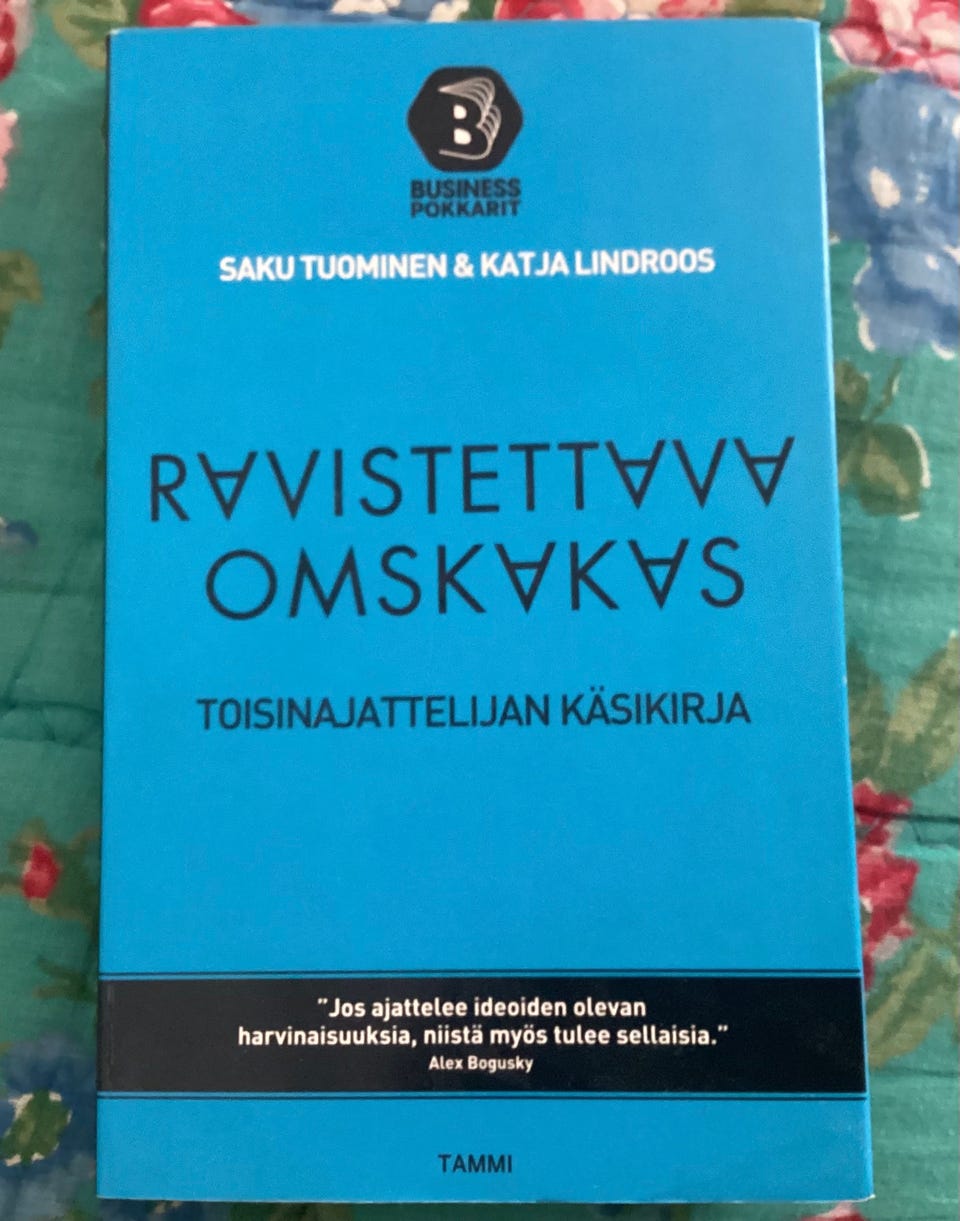 B
BUSINESS
POKKARIT
SAKU TUOMINEN & KATJA LINDROOS
RAVISTETTAVA
OMSKAKAS
TOISINAJATTELIJAN KÄSIKIRJA
”Jos ajattelee ideoiden olevan
harvinaisuuksia, niistä myös tulee sellaisia.”
Alex Bogusky
TAMMI